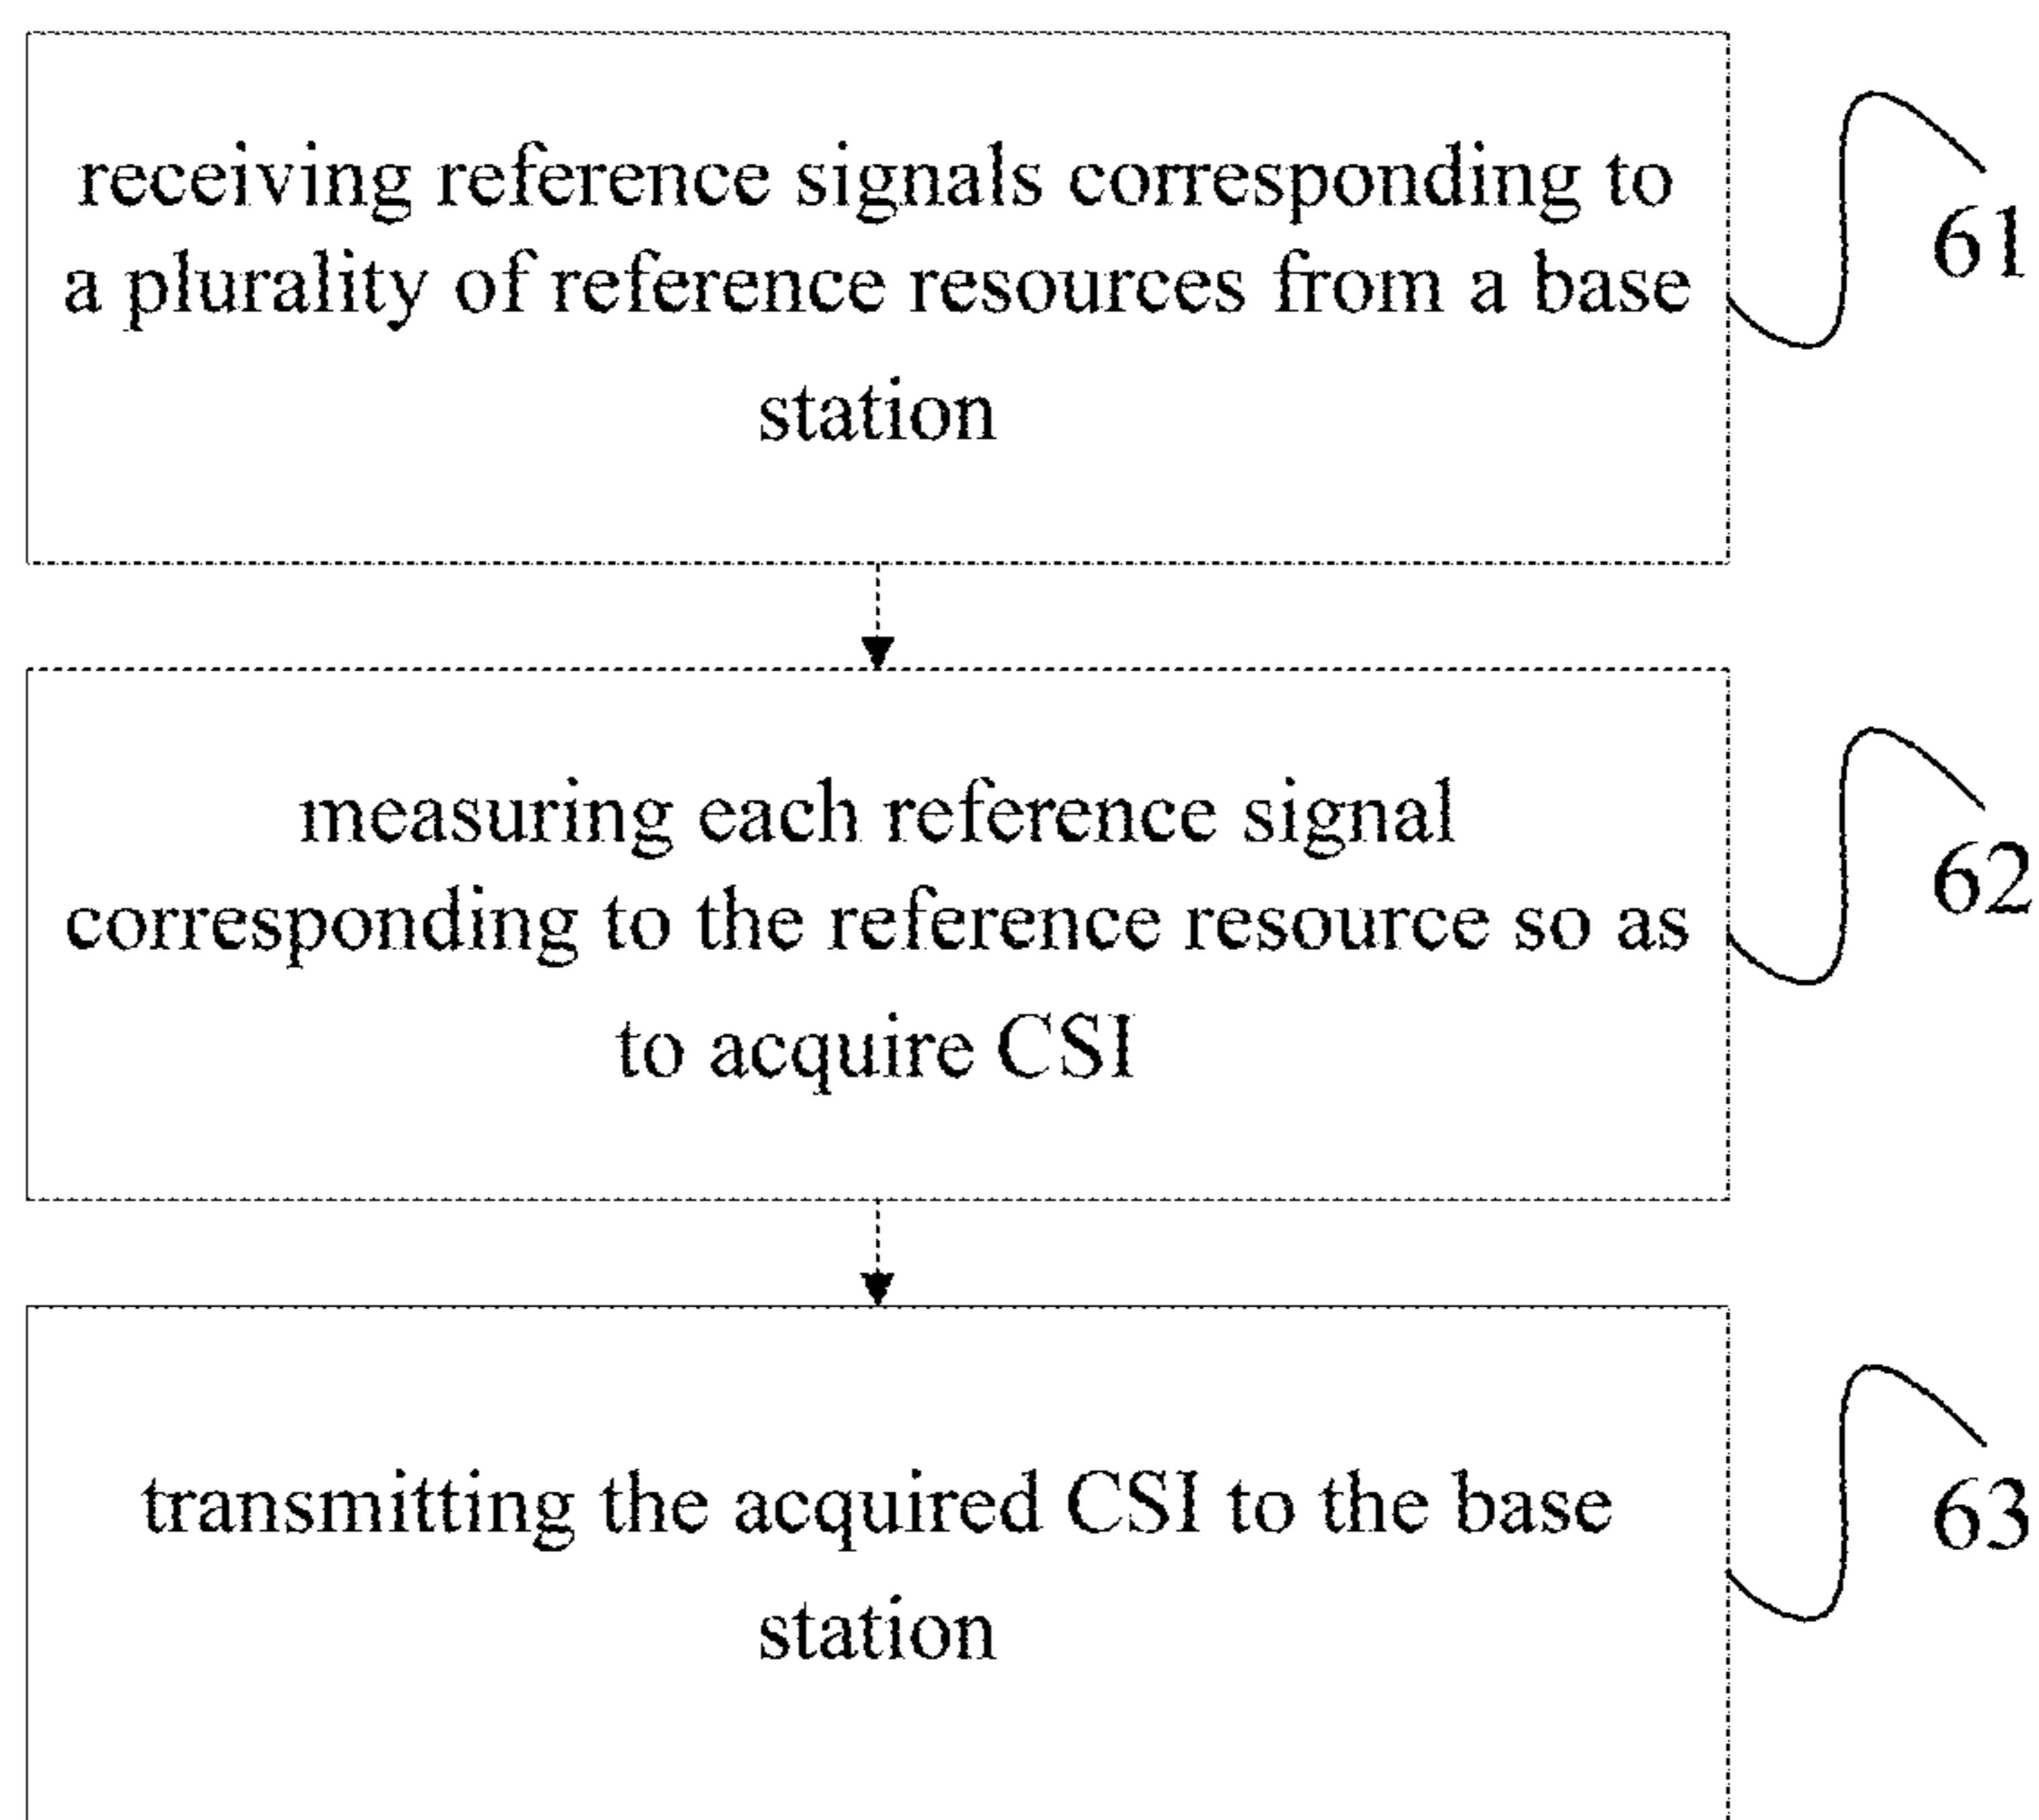 receiving reference signals corresponding to
a plurality of reference resources from a base
station
61
measuring each reference signal
corresponding to the reference resource so as
to acquire CSI
62
transmitting the acquired CSI to the base
station
63